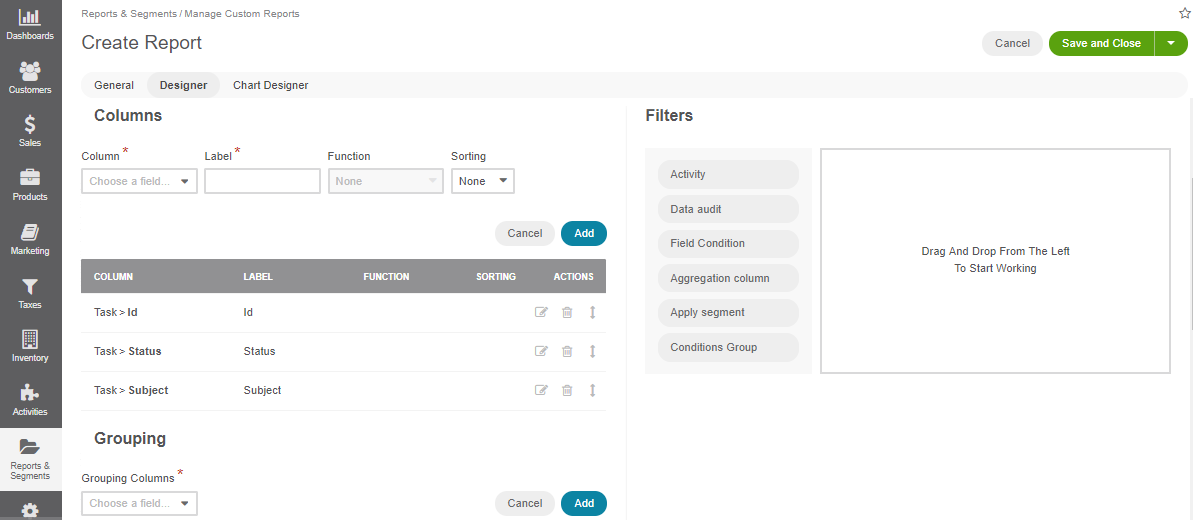 Dashboards
Customers
Sales
Products
Marketing
Taxes
Inventory
Activities
Reports &
Segments
Reports & Segments / Manage Custom Reports
Create Report
Cancel
Save and Close
General
Designer
Chart Designer
Columns
Column *
Label *
Function
Sorting
Choose a field...
None
None
Cancel
Add
COLUMN
LABEL
FUNCTION
SORTING
ACTIONS
Task > Id
Id
Task > Status
Status
Task > Subject
Subject
Grouping
Grouping Columns *
Choose a field...
Cancel
Add
Filters
Activity
Data audit
Field Condition
Aggregation column
Apply segment
Conditions Group
Drag And Drop From The Left
To Start Working